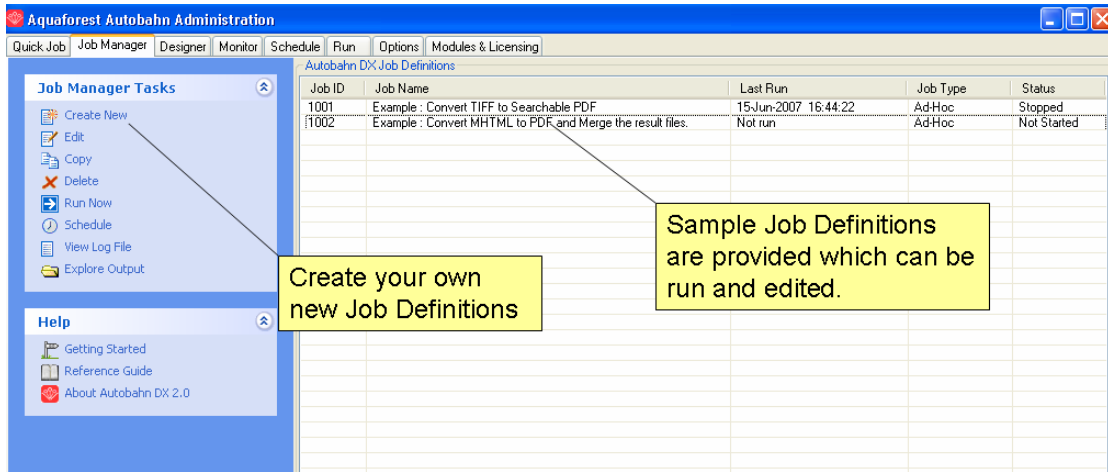 Aquaforest Autobahn Administration
Quick Job Job Manager Designer Monitor Schedule Run Options Modules & Licensing
Autobahn DX Job Definitions
Job Manager Tasks
Create New
Edit
Copy
Delete
Run Now
Schedule
View Log File
Explore Output
Help
Getting Started
Reference Guide
About Autobahn DX 2.0
Job ID Job Name Last Run Job Type Status
1001 Example : Convert TIFF to Searchable PDF 15-Jun-2007 16:44:22 Ad-Hoc Stopped
1002 Example : Convert MHTML to PDF and Merge the result files. Not run Ad-Hoc Not Started
Create your own
new Job Definitions
Sample Job Definitions
are provided which can be
run and edited.